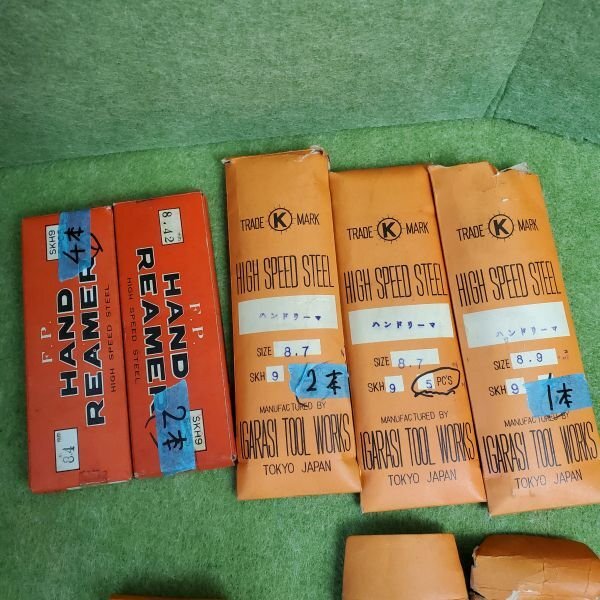 SKH9
4本
F.P.
HAND
REAMER
HIGH SPEED STEEL
mm
84
8.42
mm
F.P.
HAND
REAMER
HIGH SPEED STEEL
2本
SKH9
TRADE K MARK
HIGH SPEED STEEL
ハンドリーマ
SIZE 8.7
SKH 9
2本
MANUFACTURED BY
IGARASI TOOL WORKS
TOKYO JAPAN
TRADE K MARK
HIGH SPEED STEEL
ハンドリーマ
SIZE 8.7
SKH 9 5 PC'S
MANUFACTURED BY
IGARASI TOOL WORKS
TOKYO JAPAN
TRADE K MARK
HIGH SPEED STEEL
ハンドリーマ
SIZE 8.9
SKH 9
1本
MANUFACTURED BY
IGARASI TOOL WORKS
TOKYO JAPAN